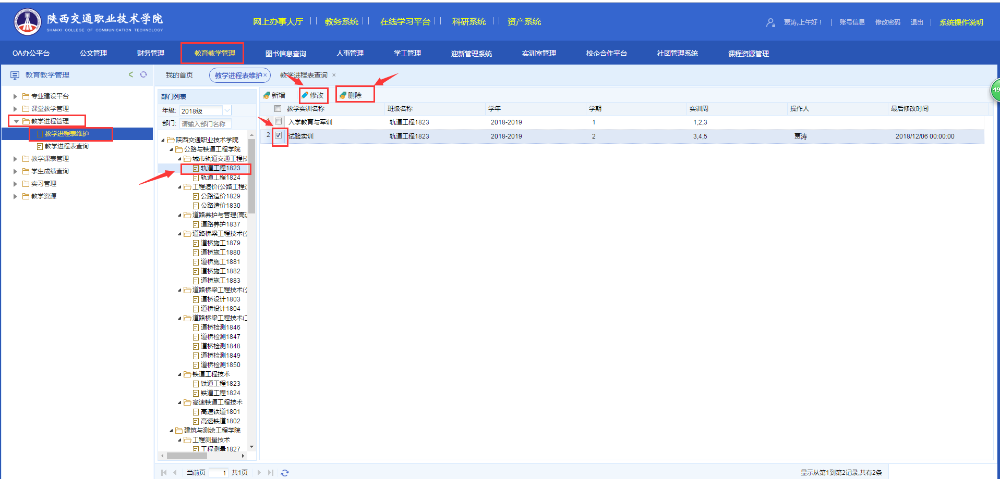 陕西交通职业技术学院
SHANXI COLLEGE OF COMMUNICATION TECHNOLOGY
网上办事大厅 教务系统 在线学习平台 科研系统 资产系统
贾涛,上午好！ 账号信息 修改密码 退出 系统操作说明
OA办公平台 公文管理 财务管理 教育教学管理 图书信息查询 人事管理 学工管理 迎新管理系统 实训室管理 校企合作平台 社团管理系统 课程资源管理
教育教学管理 <
我的首页 教学进程表维护× 教学进程表查询 ×
专业建设平台
课堂教学管理
教学进程管理
教学进程表维护
教学进程表查询
教学课表管理
学生成绩查询
实习管理
教学资源
部门列表
年级: 2018级
部门: 请输入部门名称
陕西交通职业技术学院
公路与铁道工程学院
城市轨道交通工程技
轨道工程1823
轨道工程1824
工程造价(公路工程造
公路造价1829
公路造价1830
道路养护与管理(高速
道路养护1837
道路桥梁工程技术(公
道桥施工1879
道桥施工1880
道桥施工1881
道桥施工1882
道桥施工1883
道路桥梁工程技术(公
道桥设计1803
道桥设计1804
道路桥梁工程技术(工
道桥检测1846
道桥检测1847
道桥检测1848
道桥检测1849
道桥检测1850
铁道工程技术
铁道工程1823
铁道工程1824
高速铁道工程技术
高速铁道1801
高速铁道1802
建筑与测绘工程学院
工程测量技术
工程测量1827
新增 修改 删除
教学实训名称 班级名称 学年 学期 实训周 操作人 最后修改时间
1 入学教育与军训 轨道工程1823 2018-2019 1 1,2,3
2 试验实训 轨道工程1823 2018-2019 2 3,4,5 贾涛 2018/12/06 00:00:00
49
当前页 1 共1页
显示从第1到第2记录,共有2条